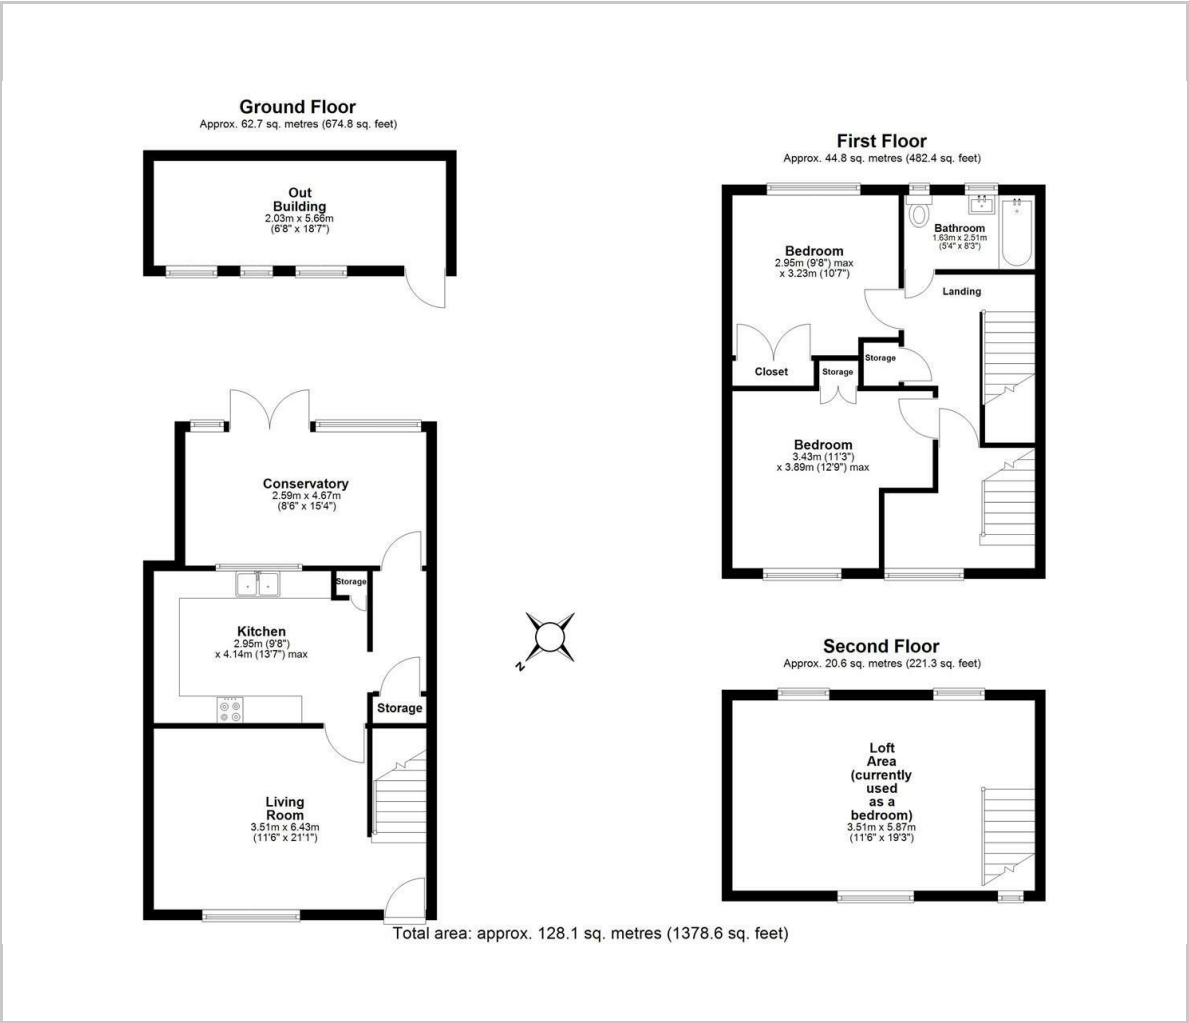 Ground Floor
Approx. 62.7 sq. metres (674.8 sq. feet)
Out
Building
2.03m x 5.66m
(6'8" x 18'7")
Conservatory
2.59m x 4.67m
(8'6" x 15'4")
Storage
Kitchen
2.95m (9'8")
x 4.14m (13'7") max
Storage
Living
Room
3.51m x 6.43m
(11'6" x 21'1")
First Floor
Approx. 44.8 sq. metres (482.4 sq. feet)
Bedroom
2.95m (9'8") max
x 3.23m (10'7")
Bathroom
1.63m x 2.51m
(5'4" x 8'3")
Landing
Storage
Closet
Storage
Bedroom
3.43m (11'3")
x 3.89m (12'9") max
N
Second Floor
Approx. 20.6 sq. metres (221.3 sq. feet)
Loft
Area
(currently
used
as a
bedroom)
3.51m x 5.87m
(11'6" x 19'3")
Total area: approx. 128.1 sq. metres (1378.6 sq. feet)